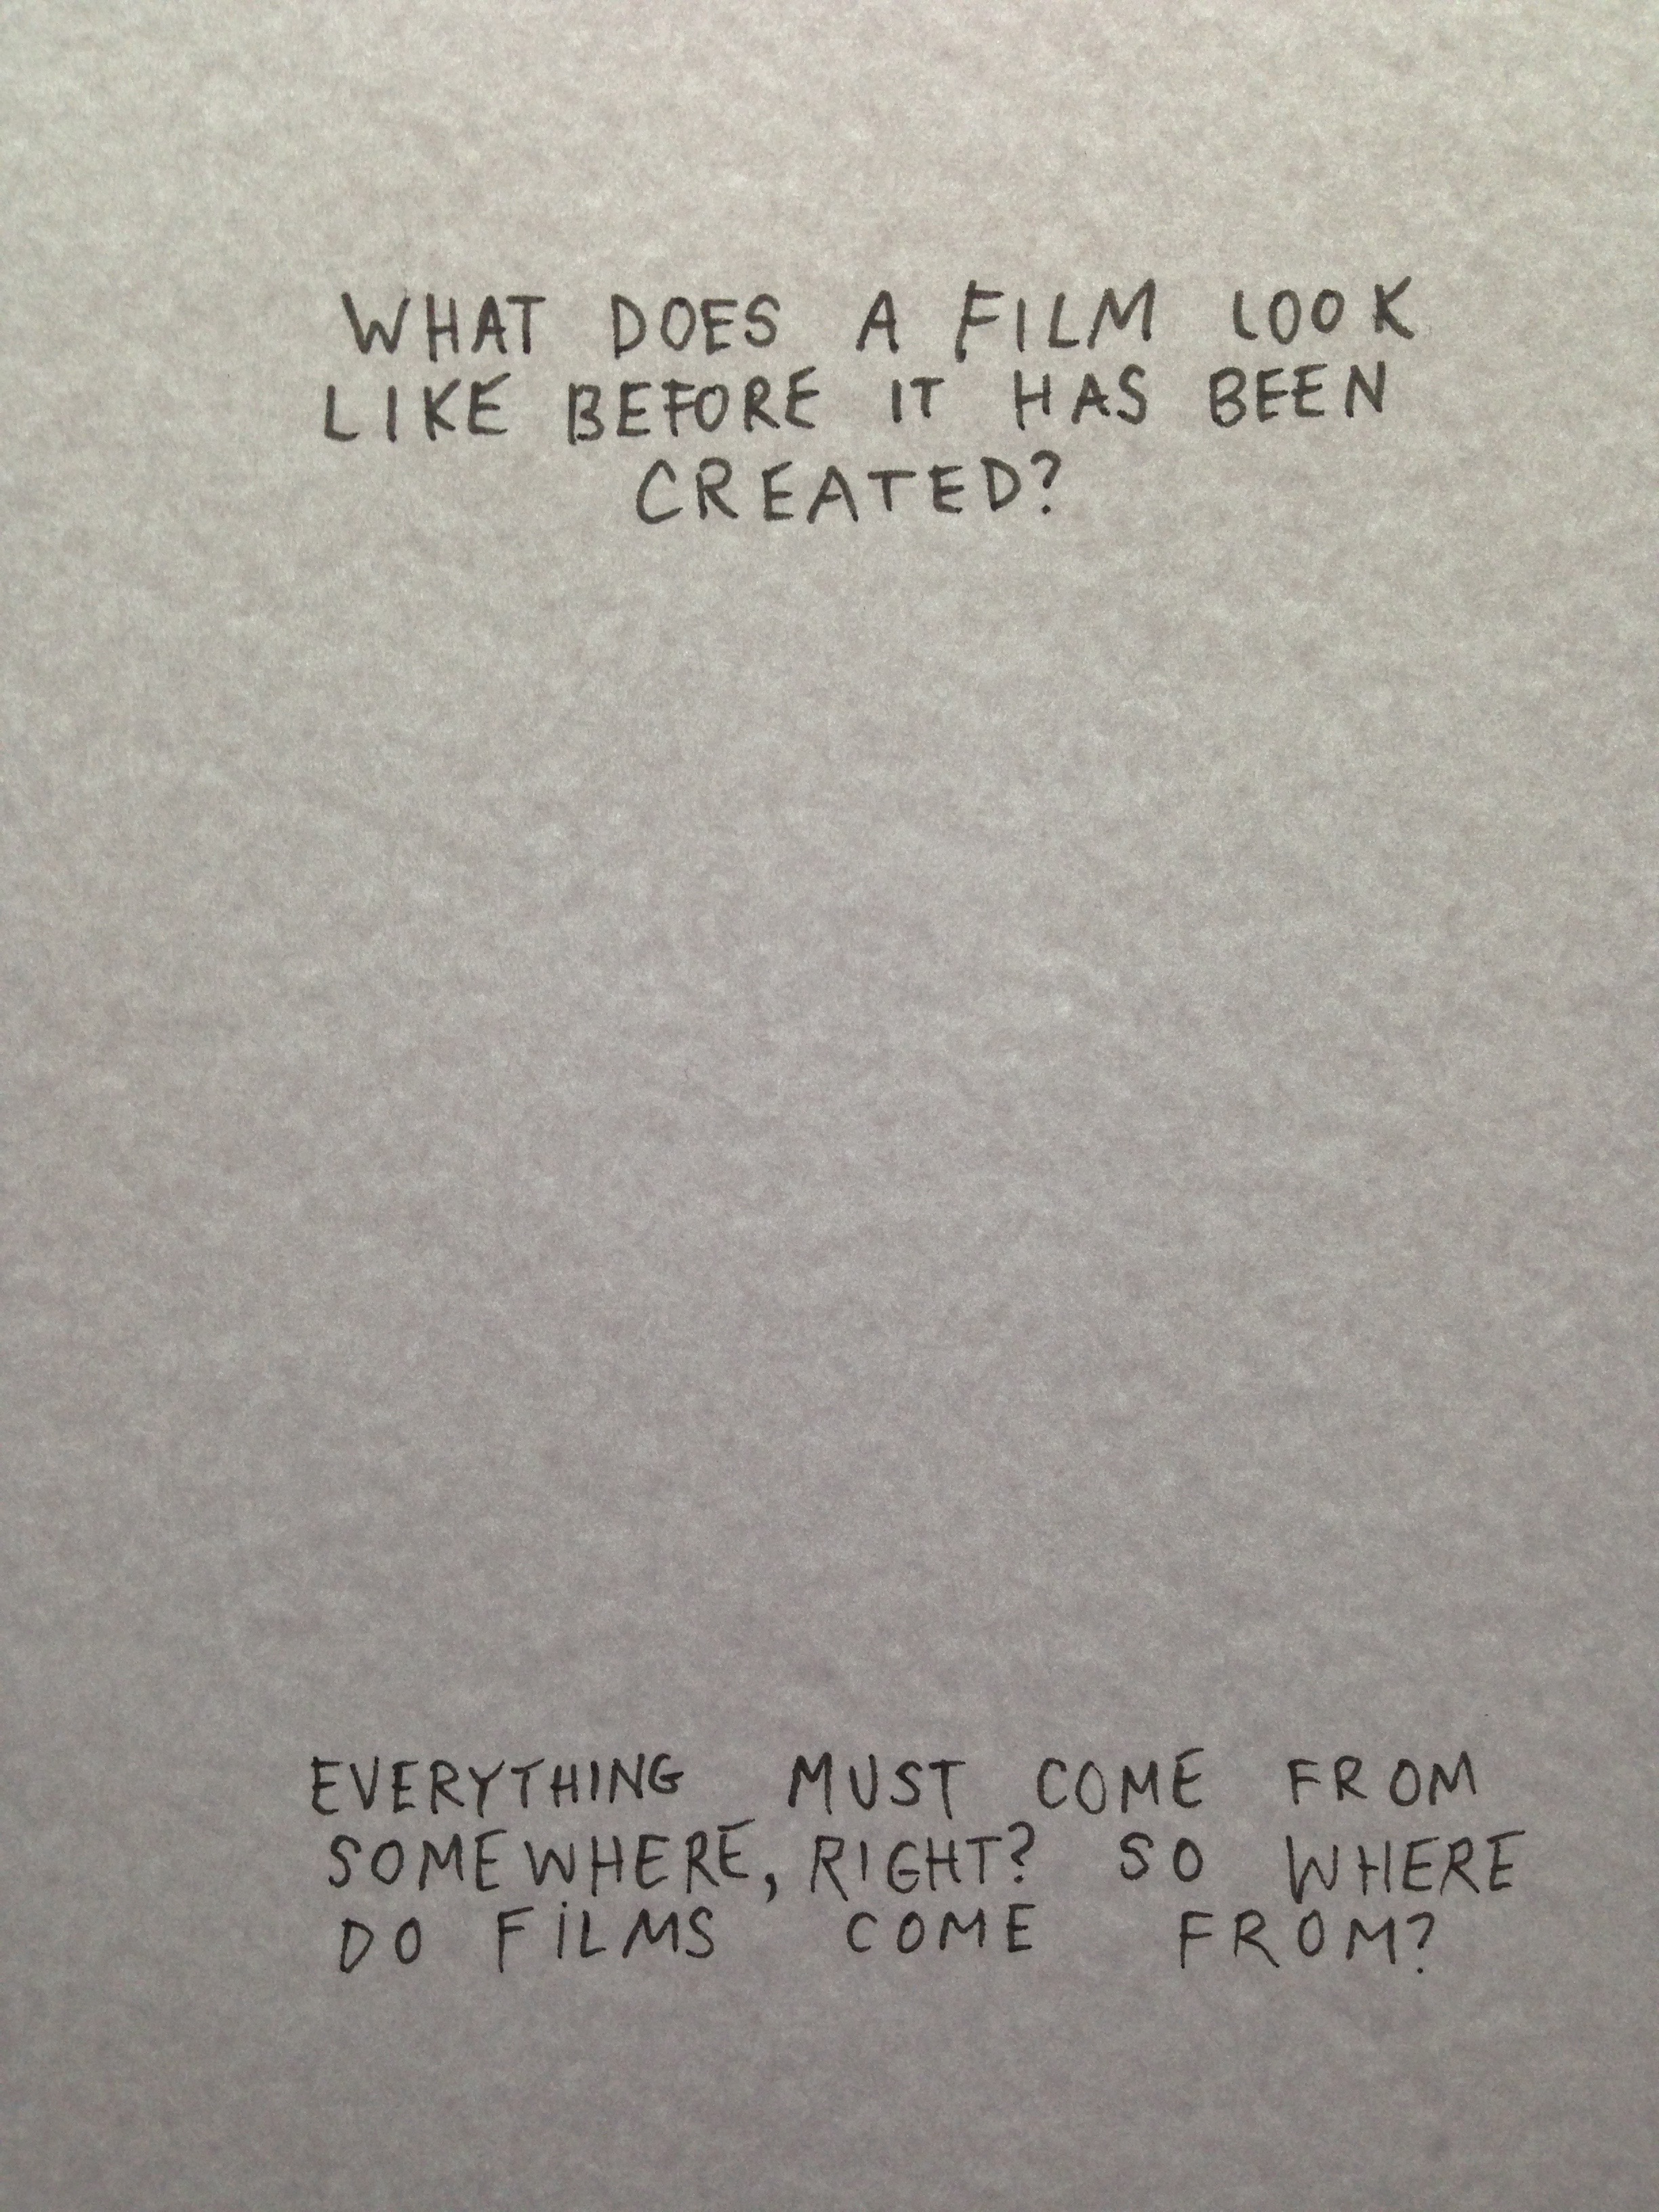 WHAT DOES A FILM LOOK
LIKE BEFORE IT HAS BEEN
CREATED?
EVERYTHING MUST COME FROM
SOMEWHERE, RIGHT? SO WHERE
DO FILMS COME FROM?